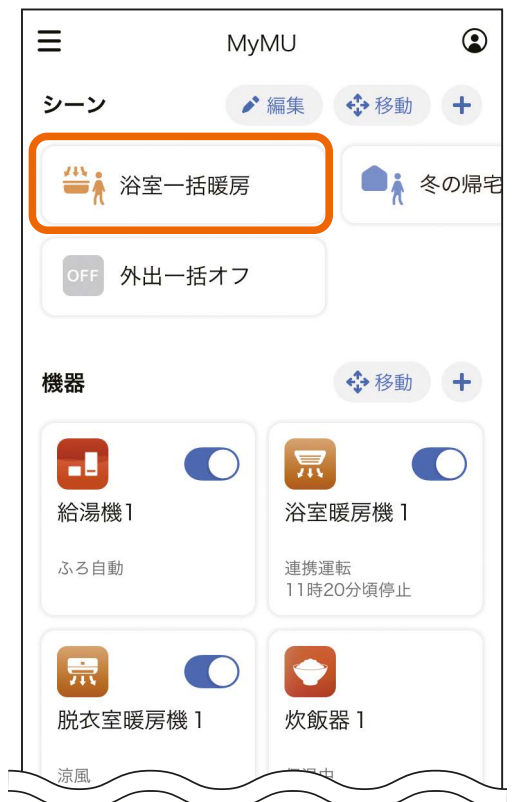 MyMU
シーン
編集
移動
浴室一括暖房
冬の帰宅
OFF
外出一括オフ
機器
移動
給湯機1
ふろ自動
浴室暖房機1
連携運転
11時20分頃停止
脱衣室暖房機1
涼風
炊飯器1